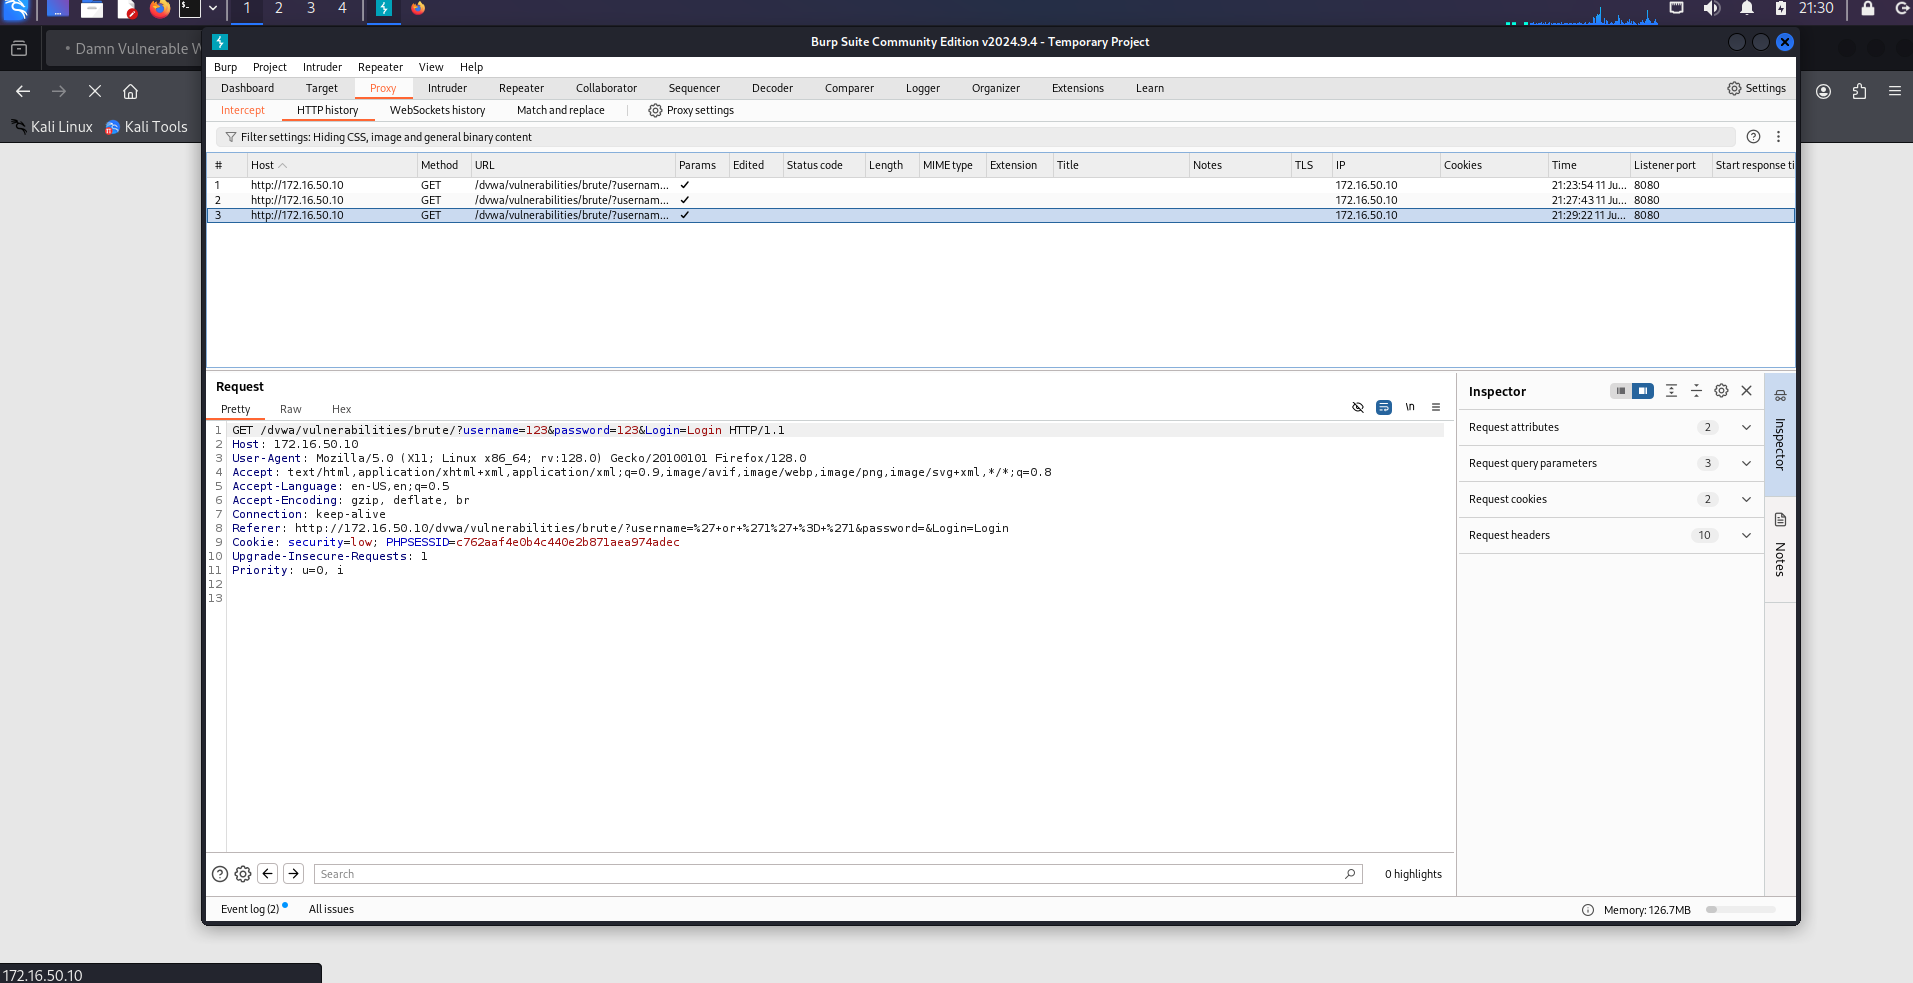 1 2 3 4 21:30
Damn Vulnerable W
Burp Suite Community Edition v2024.9.4 - Temporary Project
Burp Project Intruder Repeater View Help
Dashboard Target Proxy Intruder Repeater Collaborator Sequencer Decoder Comparer Logger Organizer Extensions Learn Settings
Intercept HTTP history WebSockets history Match and replace Proxy settings
Kali Linux Kali Tools
Filter settings: Hiding CSS, image and general binary content
# Host Method URL Params Edited Status code Length MIME type Extension Title Notes TLS IP Cookies Time Listener port Start response ti
1 http://172.16.50.10 GET /dvwa/vulnerabilities/brute/?usernam... ✓ 172.16.50.10 21:23:54 11 Ju... 8080
2 http://172.16.50.10 GET /dvwa/vulnerabilities/brute/?usernam... ✓ 172.16.50.10 21:27:43 11 Ju... 8080
3 http://172.16.50.10 GET /dvwa/vulnerabilities/brute/?usernam... ✓ 172.16.50.10 21:29:22 11 Ju... 8080
Request
Pretty Raw Hex
\n
1 GET /dvwa/vulnerabilities/brute/?username=123&password=123&Login=Login HTTP/1.1
2 Host: 172.16.50.10
3 User-Agent: Mozilla/5.0 (X11; Linux x86_64; rv:128.0) Gecko/20100101 Firefox/128.0
4 Accept: text/html,application/xhtml+xml,application/xml;q=0.9,image/avif,image/webp,image/png,image/svg+xml,*/*;q=0.8
5 Accept-Language: en-US,en;q=0.5
6 Accept-Encoding: gzip, deflate, br
7 Connection: keep-alive
8 Referer: http://172.16.50.10/dvwa/vulnerabilities/brute/?username=%27+or+%271%27+%3D+%271&password=&Login=Login
9 Cookie: security=low; PHPSESSID=c762aaf4e0b4c440e2b871aea974adec
10 Upgrade-Insecure-Requests: 1
11 Priority: u=0, i
12
13
Inspector
Request attributes 2
Request query parameters 3
Request cookies 2
Request headers 10
Inspector
Notes
Search
0 highlights
Event log (2) All issues
Memory: 126.7MB
172.16.50.10